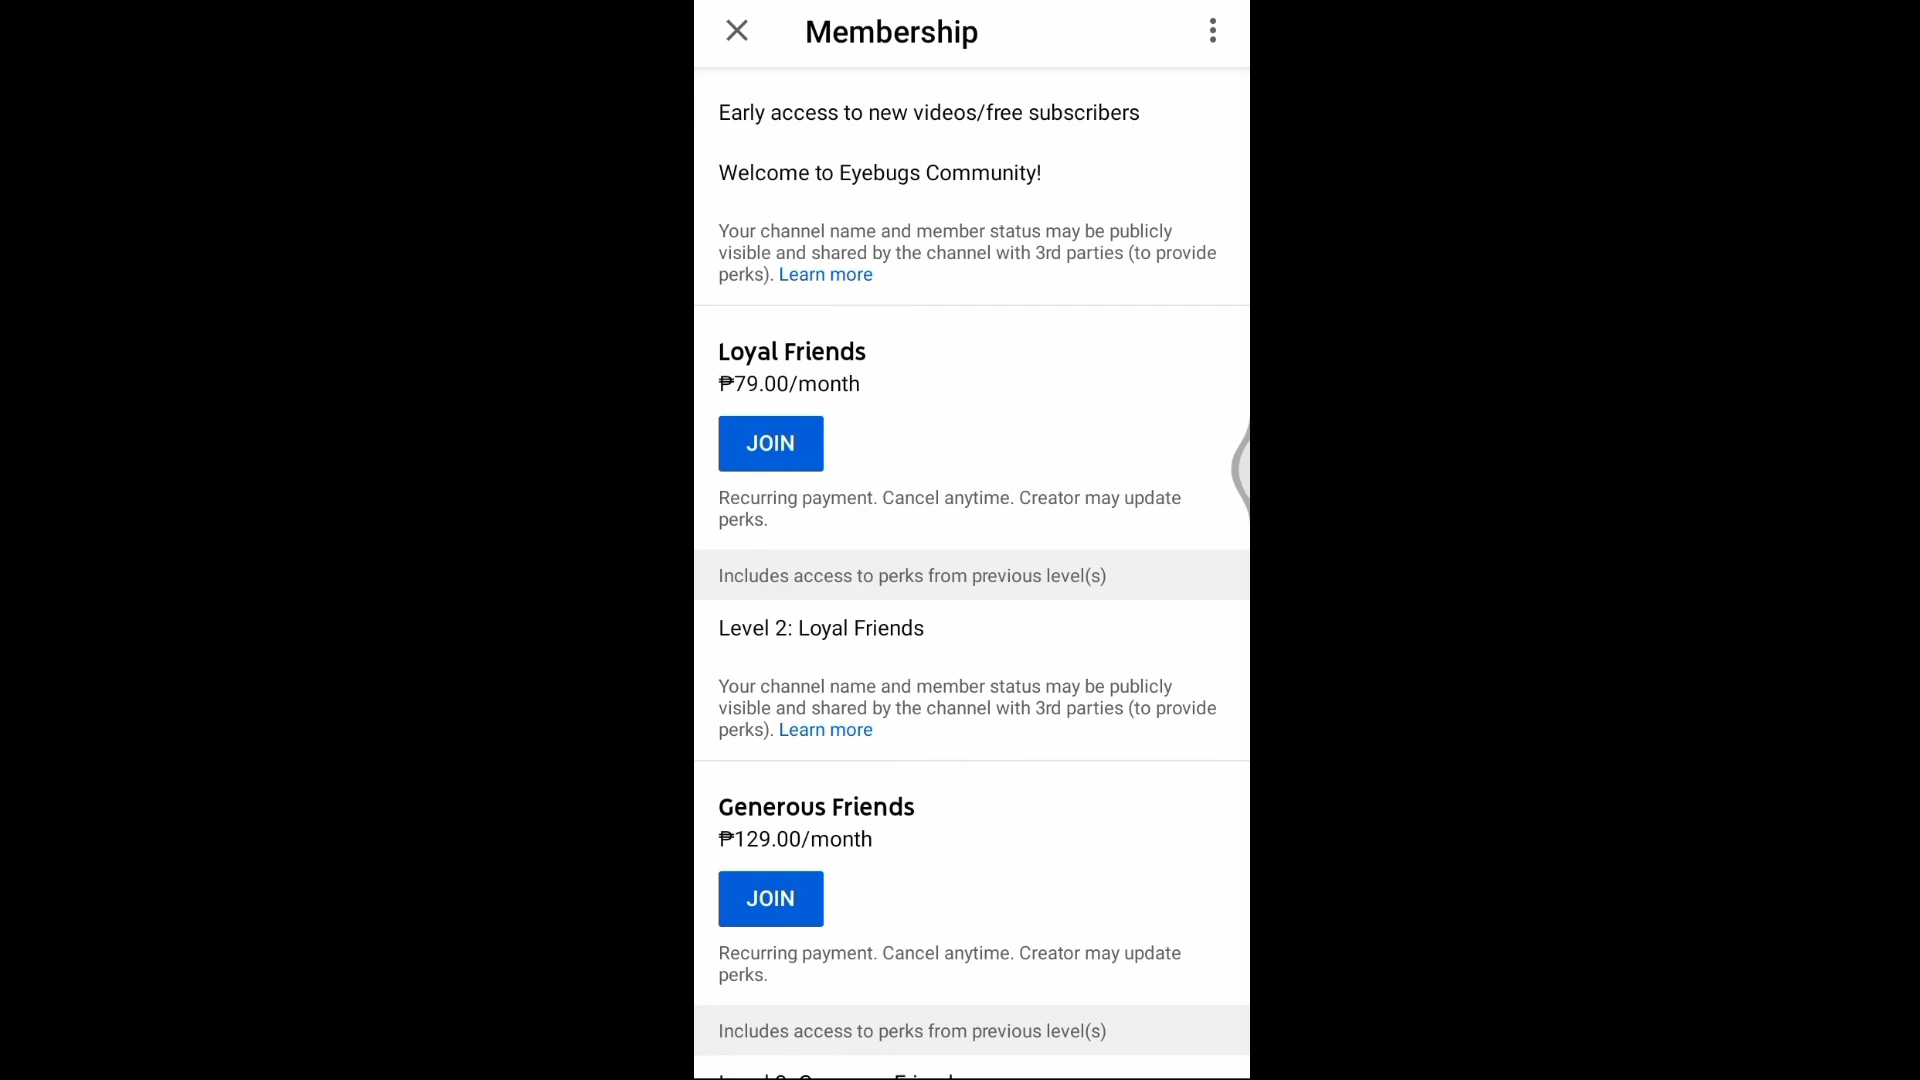 Membership
Early access to new videos/free subscribers
Welcome to Eyebugs Community!
Your channel name and member status may be publicly
visible and shared by the channel with 3rd parties (to provide
perks). Learn more
Loyal Friends
₱79.00/month
JOIN
Recurring payment. Cancel anytime. Creator may update
perks.
Includes access to perks from previous level(s)
Level 2: Loyal Friends
Your channel name and member status may be publicly
visible and shared by the channel with 3rd parties (to provide
perks). Learn more
Generous Friends
₱129.00/month
JOIN
Recurring payment. Cancel anytime. Creator may update
perks.
Includes access to perks from previous level(s)